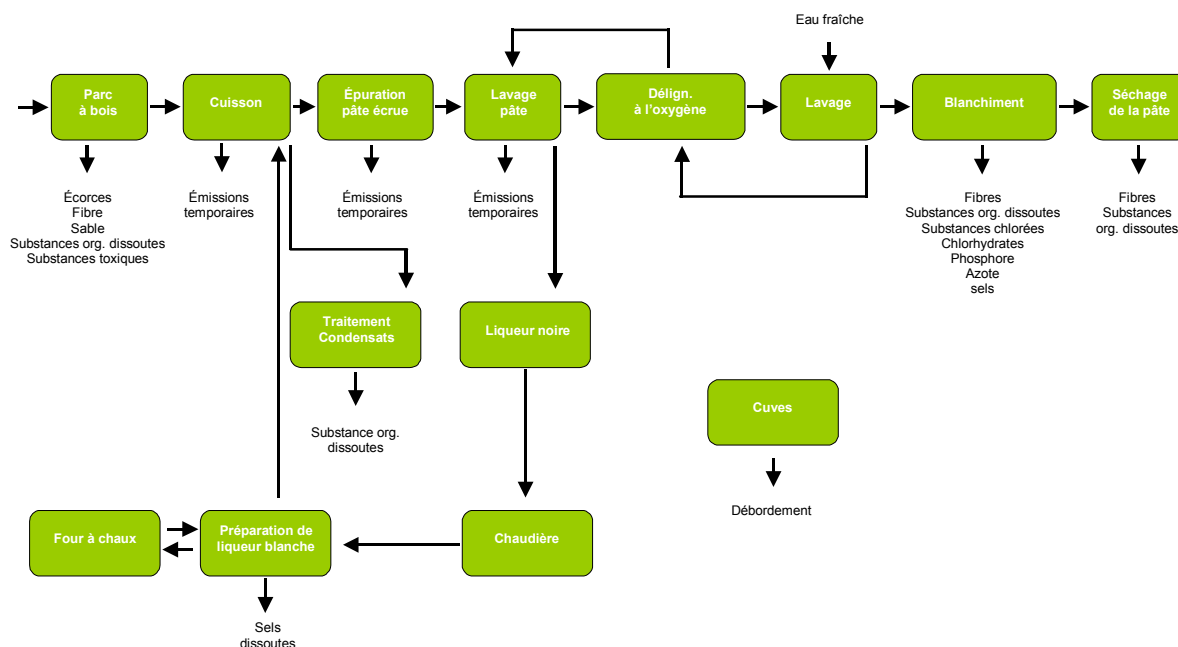 Eau fraîche
Parc
à bois
Cuisson
Épuration
pâte écrue
Lavage
pâte
Délign.
à l'oxygène
Lavage
Blanchiment
Séchage
de la pâte
Écorces
Fibre
Sable
Substances org. dissoutes
Substances toxiques
Émissions
temporaires
Émissions
temporaires
Émissions
temporaires
Fibres
Substances org. dissoutes
Substances chlorées
Chlorhydrates
Phosphore
Azote
sels
Fibres
Substances
org. dissoutes
Traitement
Condensats
Liqueur noire
Substance org.
dissoutes
Cuves
Débordement
Four à chaux
Préparation de
liqueur blanche
Chaudière
Sels
dissoutes